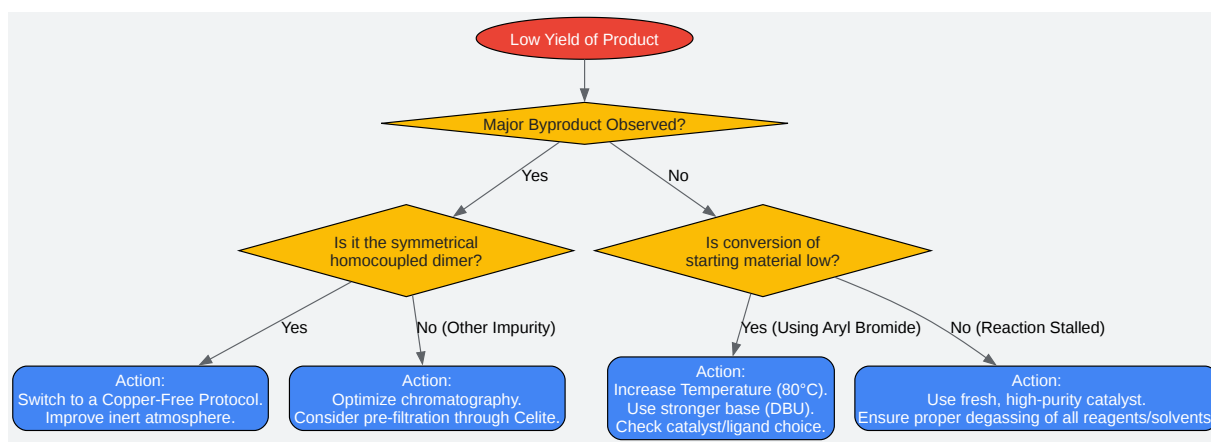 Low Yield of Product
Major Byproduct Observed?
Yes
No
Is it the symmetrical
homocoupled dimer?
Is conversion of
starting material low?
Yes
No (Other Impurity)
Yes (Using Aryl Bromide)
No (Reaction Stalled)
Action:
Switch to a Copper-Free Protocol.
Improve inert atmosphere.
Action:
Optimize chromatography.
Consider pre-filtration through Celite.
Action:
Increase Temperature (80°C).
Use stronger base (DBU).
Check catalyst/ligand choice.
Action:
Use fresh, high-purity catalyst.
Ensure proper degassing of all reagents/solvents.